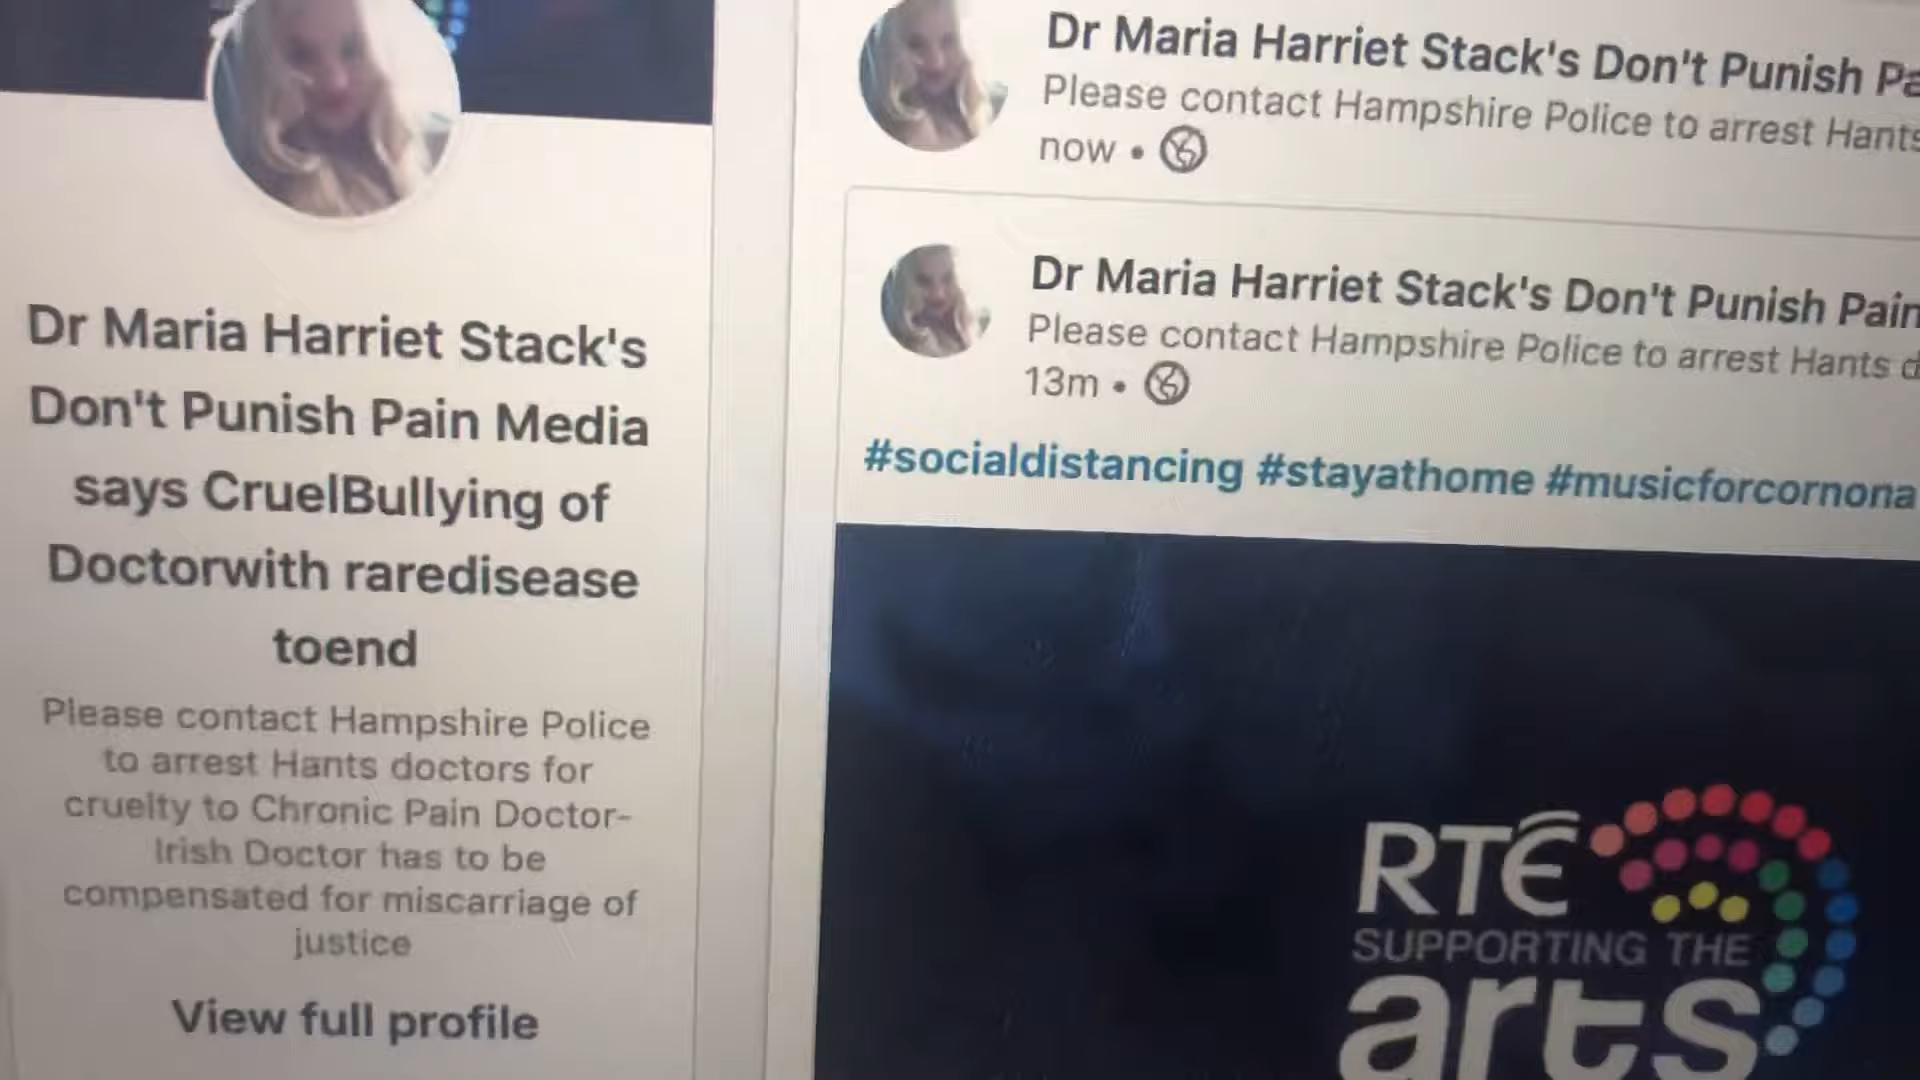 Dr Maria Harriet Stack's
Don't Punish Pain Media
says CruelBullying of
Doctorwith raredisease
toend
Please contact Hampshire Police
to arrest Hants doctors for
cruelty to Chronic Pain Doctor-
Irish Doctor has to be
compensated for miscarriage of
justice
View full profile
Dr Maria Harriet Stack's Don't Punish Pa
Please contact Hampshire Police to arrest Hants
now •
Dr Maria Harriet Stack's Don't Punish Pain
Please contact Hampshire Police to arrest Hants d
13m •
#socialdistancing #stayathome #musicforcornona
RTÉ
SUPPORTING THE
arts